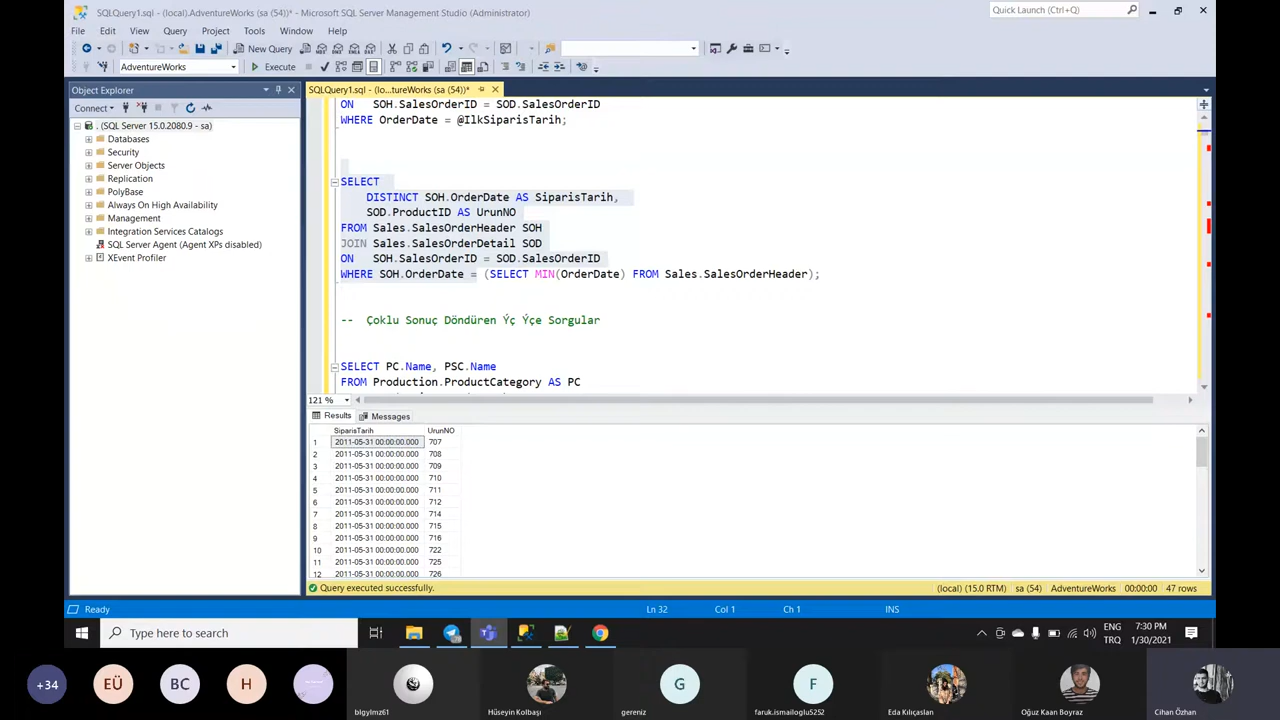 SQLQuery1.sql - (local).AdventureWorks (sa (54))* - Microsoft SQL Server Management Studio (Administrator)
Quick Launch (Ctrl+Q)
File Edit View Query Project Tools Window Help
New Query
AdventureWorks
Execute
Object Explorer
SQLQuery1.sql - (lo...tureWorks (sa (54))*
Connect
. (SQL Server 15.0.2080.9 - sa)
Databases
Security
Server Objects
Replication
PolyBase
Always On High Availability
Management
Integration Services Catalogs
SQL Server Agent (Agent XPs disabled)
XEvent Profiler
ON SOH.SalesOrderID = SOD.SalesOrderID
WHERE OrderDate = @IlkSiparisTarih;
SELECT
DISTINCT SOH.OrderDate AS SiparisTarih,
SOD.ProductID AS UrunNO
FROM Sales.SalesOrderHeader SOH
JOIN Sales.SalesOrderDetail SOD
ON SOH.SalesOrderID = SOD.SalesOrderID
WHERE SOH.OrderDate = (SELECT MIN(OrderDate) FROM Sales.SalesOrderHeader);
-- Çoklu Sonuç Döndüren Ýç Ýçe Sorgular
SELECT PC.Name, PSC.Name
FROM Production.ProductCategory AS PC
121 %
Results Messages
SiparisTarih UrunNO
1 2011-05-31 00:00:00.000 707
2 2011-05-31 00:00:00.000 708
3 2011-05-31 00:00:00.000 709
4 2011-05-31 00:00:00.000 710
5 2011-05-31 00:00:00.000 711
6 2011-05-31 00:00:00.000 712
7 2011-05-31 00:00:00.000 714
8 2011-05-31 00:00:00.000 715
9 2011-05-31 00:00:00.000 716
10 2011-05-31 00:00:00.000 722
11 2011-05-31 00:00:00.000 725
12 2011-05-31 00:00:00.000 726
Query executed successfully.
(local) (15.0 RTM) sa (54) AdventureWorks 00:00:00 47 rows
Ready
Ln 32 Col 1 Ch 1 INS
Type here to search
ENG
TRQ
7:30 PM
1/30/2021
+34
EÜ
BC
H
G
F
blgylmz61
Hüseyin Kolbaşı
gereniz
faruk.ismailoglu5252
Eda Kılıçaslan
Oğuz Kaan Boyraz
Cihan Özhan